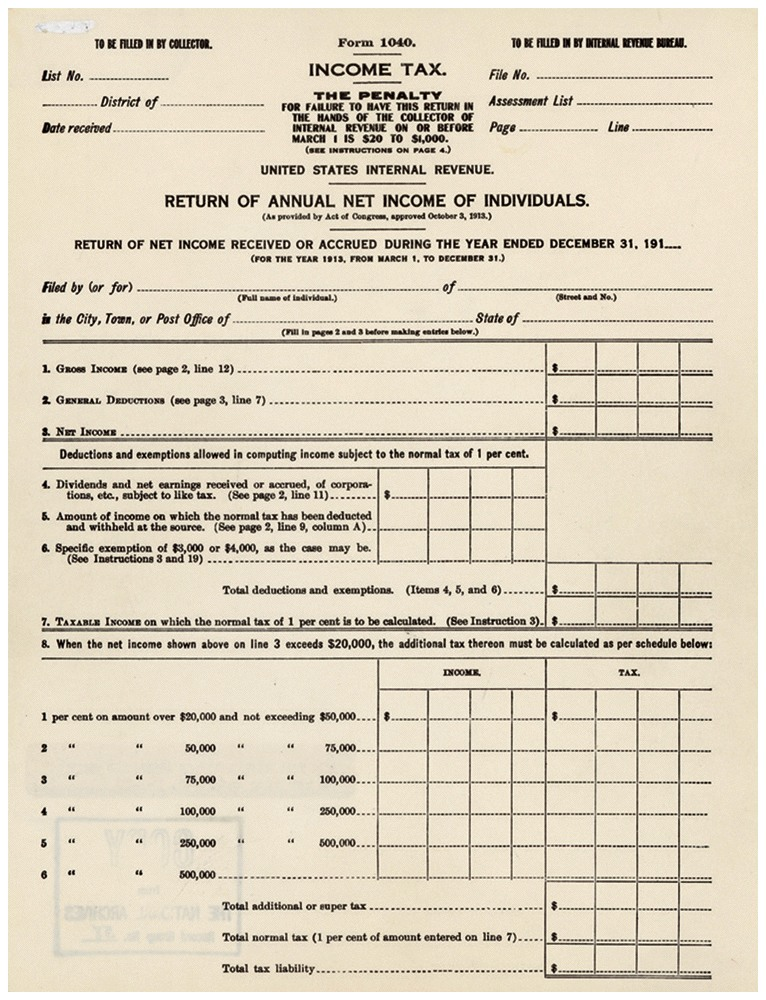 TO BE FILLED IN BY COLLECTOR.
Form 1040.
TO BE FILLED IN BY INTERNAL REVENUE BUREAU.
List No.
INCOME TAX.
File No.
THE PENALTY
FOR FAILURE TO HAVE THIS RETURN IN
THE HANDS OF THE COLLECTOR OF
INTERNAL REVENUE ON OR BEFORE
MARCH 1 IS $20 TO $1,000.
(SEE INSTRUCTIONS ON PAGE 4.)
District of
Assessment List
Date received
Page Line
UNITED STATES INTERNAL REVENUE.
RETURN OF ANNUAL NET INCOME OF INDIVIDUALS.
(As provided by Act of Congress, approved October 3, 1913.)
RETURN OF NET INCOME RECEIVED OR ACCRUED DURING THE YEAR ENDED DECEMBER 31, 191
(FOR THE YEAR 1913, FROM MARCH 1, TO DECEMBER 31.)
Filed by (or for) of
(Full name of individual.) (Street and No.)
in the City, Town, or Post Office of State of
(Fill in pages 2 and 3 before making entries below.)
1. GROSS INCOME (see page 2, line 12) $
2. GENERAL DEDUCTIONS (see page 3, line 7) $
3. NET INCOME $
Deductions and exemptions allowed in computing income subject to the normal tax of 1 per cent.
4. Dividends and net earnings received or accrued, of corpora-
tions, etc., subject to like tax. (See page 2, line 11) $
5. Amount of income on which the normal tax has been deducted
and withheld at the source. (See page 2, line 9, column A)
6. Specific exemption of $3,000 or $4,000, as the case may be.
(See Instructions 3 and 19)
Total deductions and exemptions. (Items 4, 5, and 6) $
7. TAXABLE INCOME on which the normal tax of 1 per cent is to be calculated. (See Instruction 3). $
8. When the net income shown above on line 3 exceeds $20,000, the additional tax thereon must be calculated as per schedule below:
INCOME. TAX.
1 per cent on amount over $20,000 and not exceeding $50,000 $ $
2 “ “ 50,000 “ “ 75,000
3 “ “ 75,000 “ “ 100,000
4 “ “ 100,000 “ “ 250,000
5 “ “ 250,000 “ “ 500,000
6 “ “ 500,000
Total additional or super tax $
Total normal tax (1 per cent of amount entered on line 7) $
Total tax liability $
COPY
from
THE NATIONAL ARCHIVES